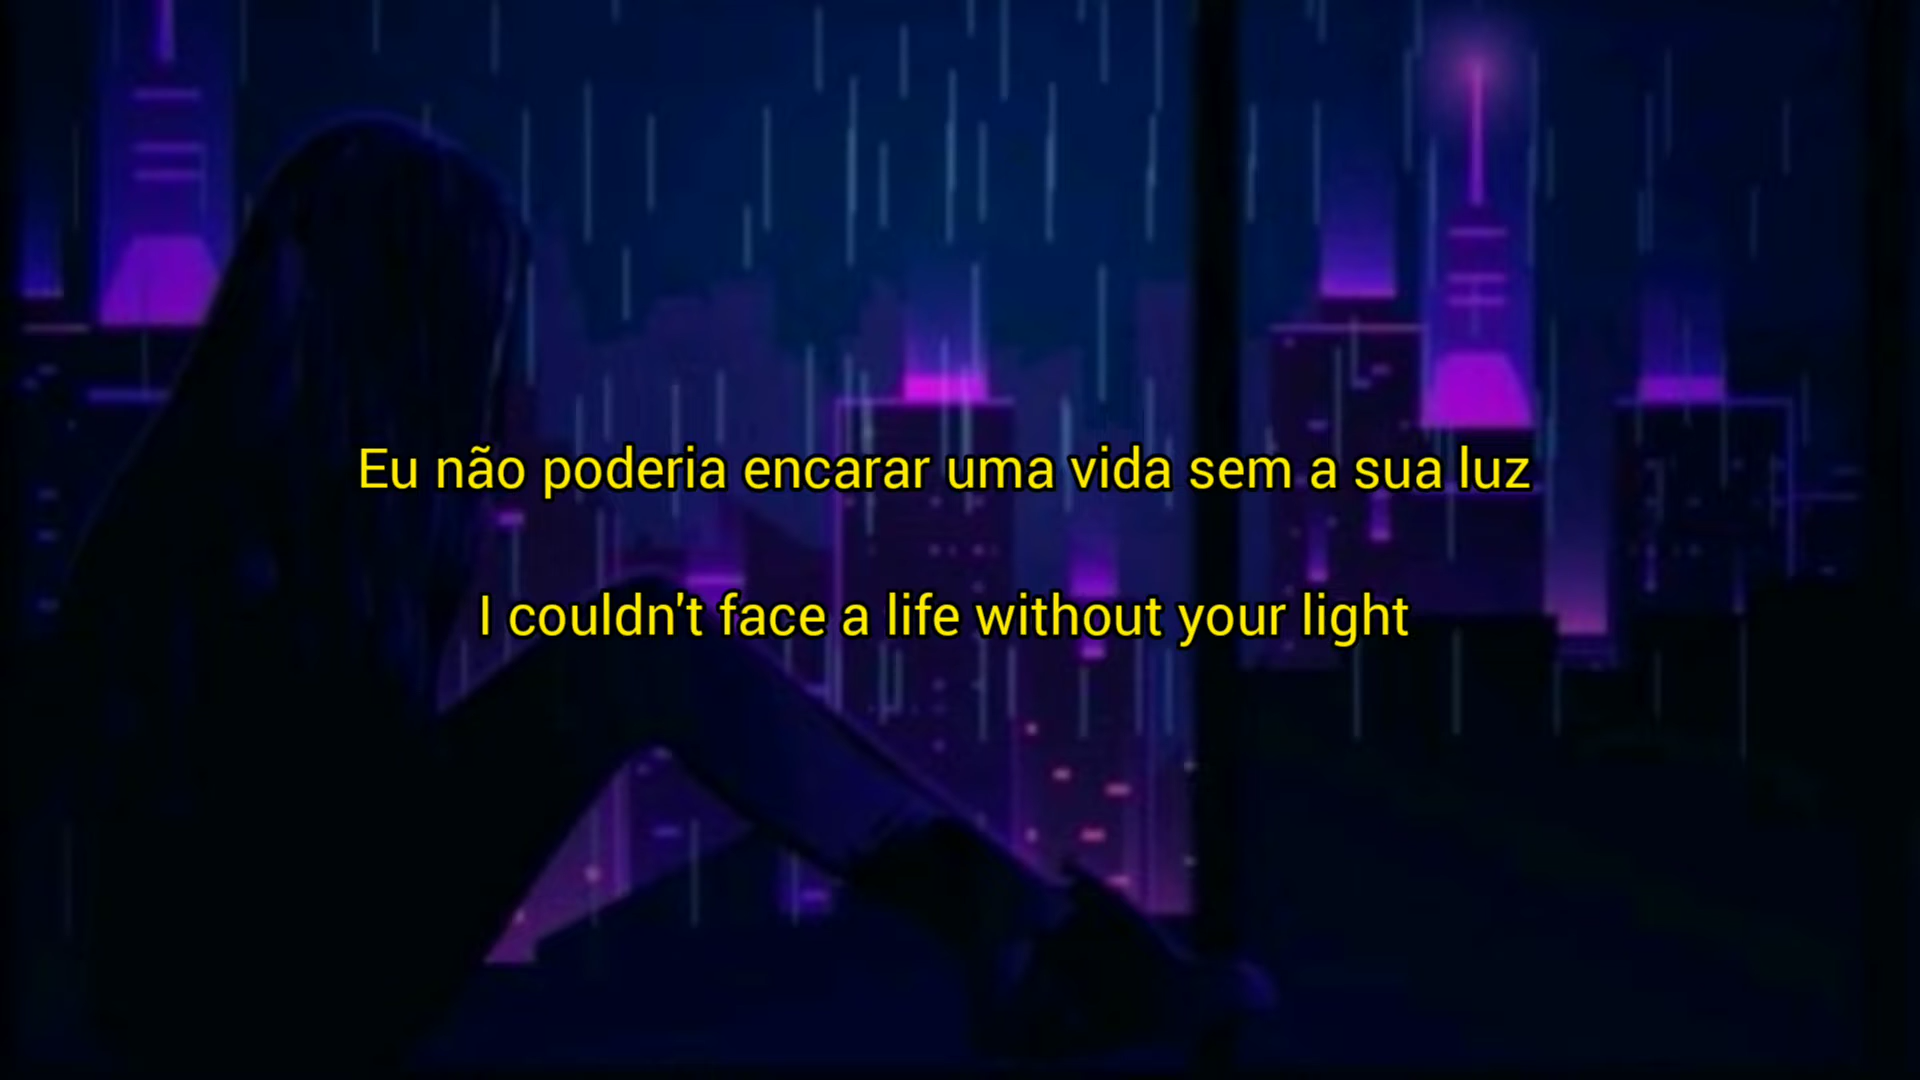 Eu não poderia encarar uma vida sem a sua luz
I couldn't face a life without your light